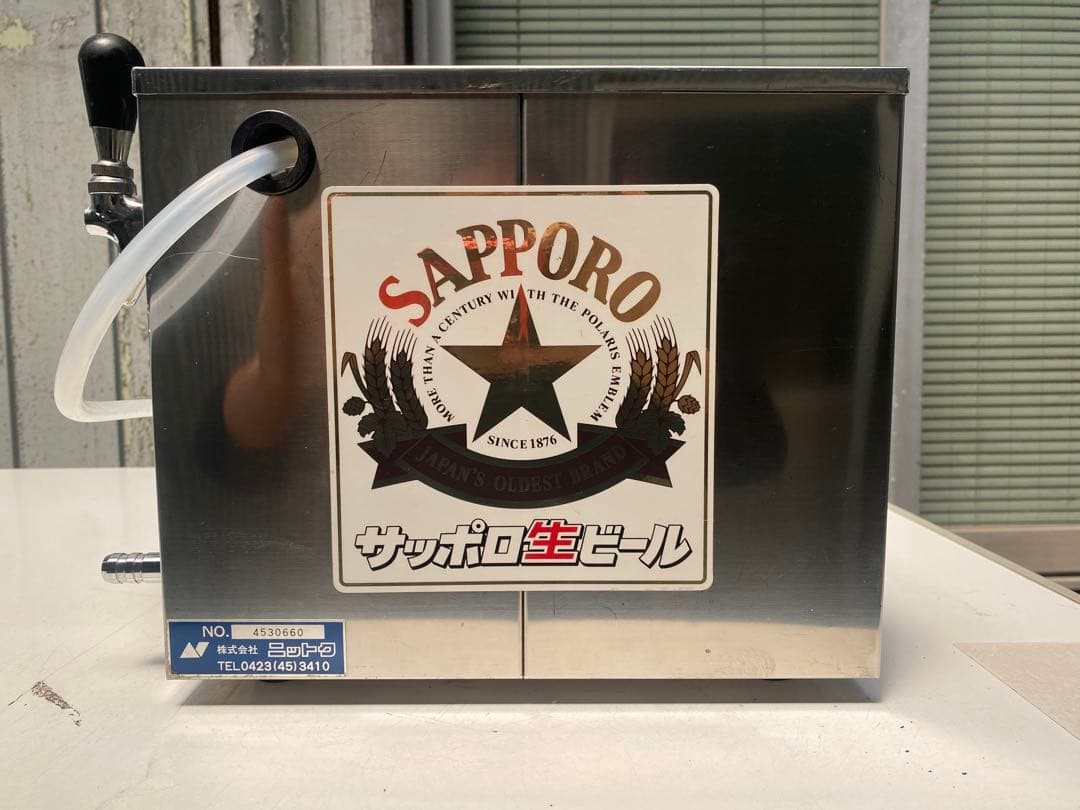 SAPPORO
MORE THAN A CENTURY WITH THE POLARIS EMBLEM
SINCE 1876
JAPAN'S OLDEST BRAND
サッポロ生ビール
NO. 4530660
株式会社 ニットク
TEL0423(45)3410